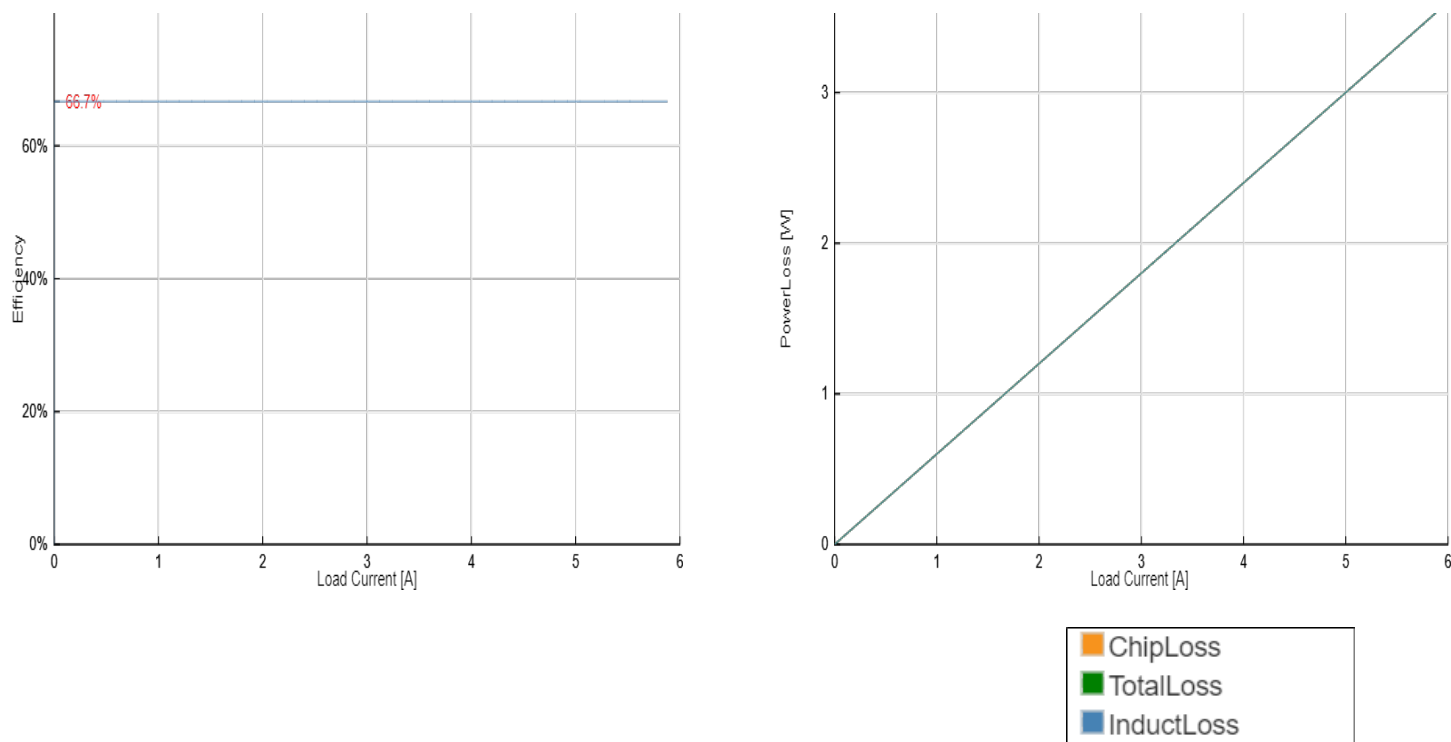 66.7%
60%
40%
20%
0%
Efficiency
0 1 2 3 4 5 6
Load Current [A]
3
2
1
0
PowerLoss [W]
0 1 2 3 4 5 6
Load Current [A]
ChipLoss
TotalLoss
InductLoss